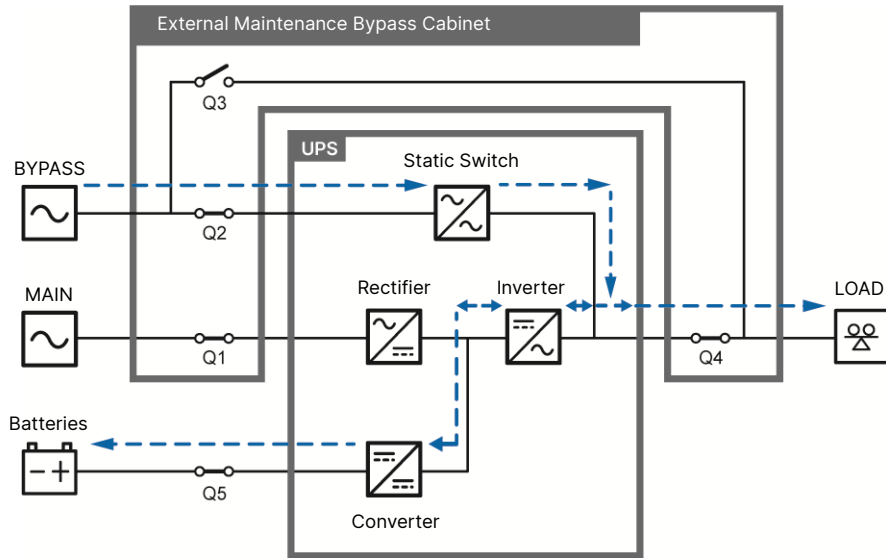 External Maintenance Bypass Cabinet
Q3
UPS
BYPASS
Static Switch
Q2
MAIN
Rectifier
Inverter
LOAD
Q1
Q4
Batteries
Q5
Converter